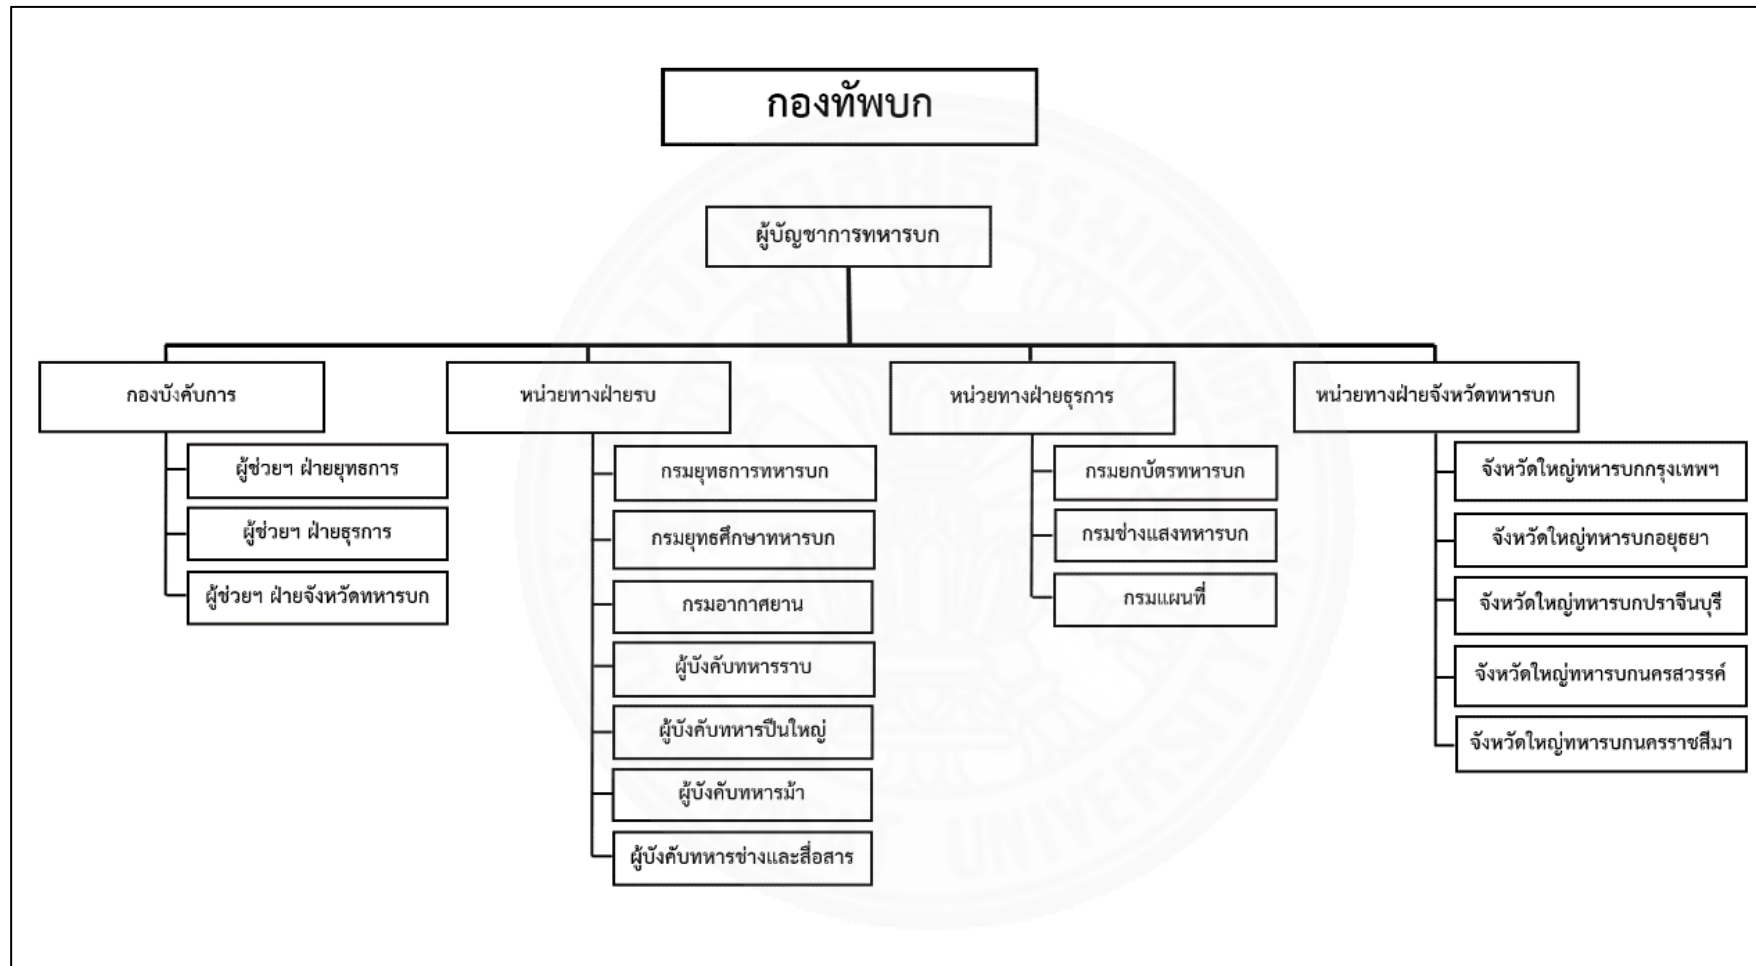 กองทัพบก
ผู้บัญชาการทหารบก
กองบังคับการ
ผู้ช่วยฯ ฝ่ายยุทธการ
ผู้ช่วยฯ ฝ่ายธุรการ
ผู้ช่วยฯ ฝ่ายจังหวัดทหารบก
หน่วยทางฝ่ายรบ
กรมยุทธการทหารบก
กรมยุทธศึกษาทหารบก
กรมอากาศยาน
ผู้บังคับทหารราบ
ผู้บังคับทหารปืนใหญ่
ผู้บังคับทหารม้า
ผู้บังคับทหารช่างและสื่อสาร
หน่วยทางฝ่ายธุรการ
กรมยกบัตรทหารบก
กรมช่างแสงทหารบก
กรมแผนที่
หน่วยทางฝ่ายจังหวัดทหารบก
จังหวัดใหญ่ทหารบกกรุงเทพฯ
จังหวัดใหญ่ทหารบกอยุธยา
จังหวัดใหญ่ทหารบกปราจีนบุรี
จังหวัดใหญ่ทหารบกนครสวรรค์
จังหวัดใหญ่ทหารบกนครราชสีมา
UNIVERSITY